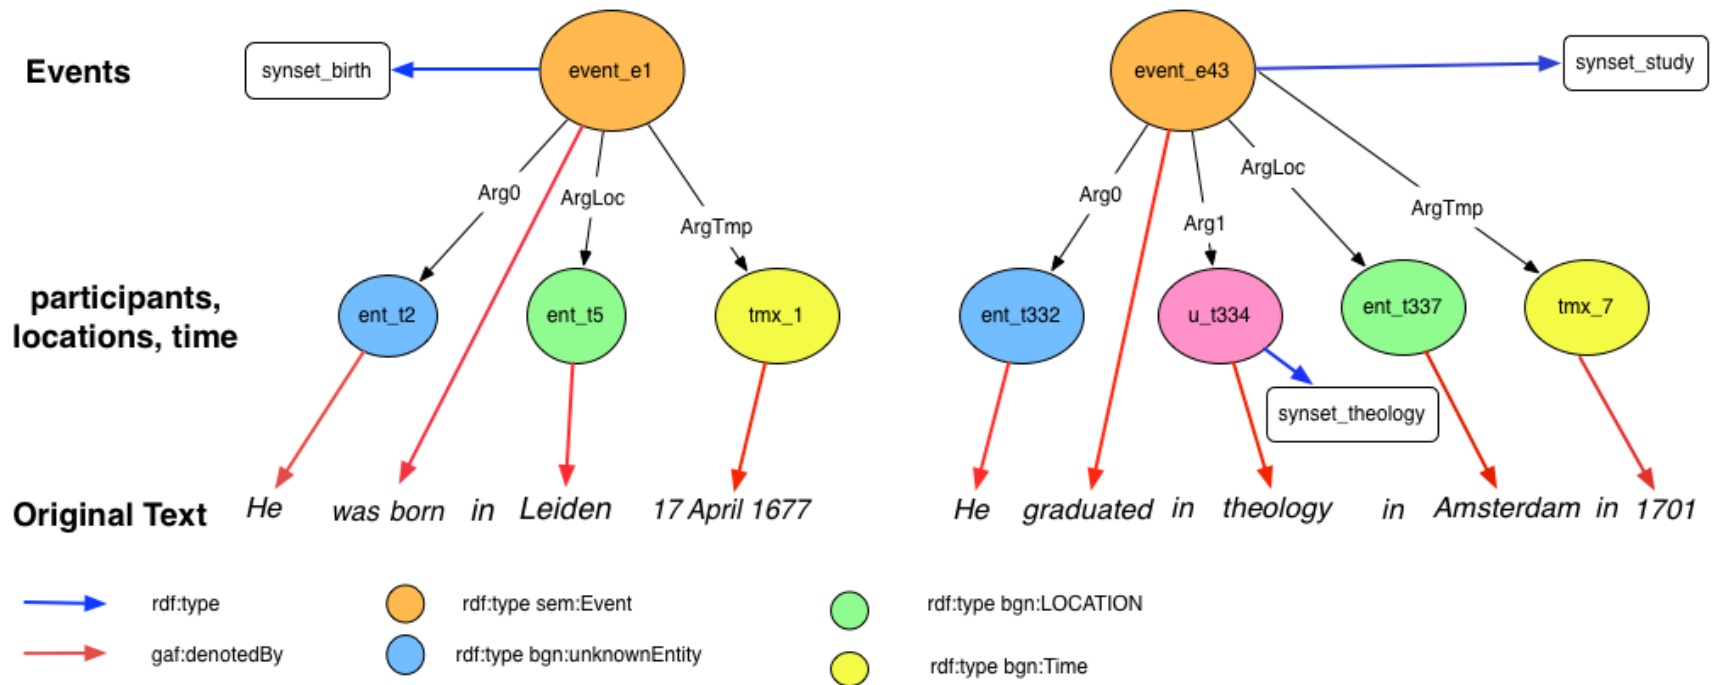 Events
synset_birth
event_e1
event_e43
synset_study
Arg0
ArgLoc
ArgTmp
Arg0
Arg1
ArgLoc
ArgTmp
participants,
locations, time
ent_t2
ent_t5
tmx_1
ent_t332
u_t334
ent_t337
tmx_7
synset_theology
Original Text
He was born in Leiden 17 April 1677
He graduated in theology in Amsterdam in 1701
rdf:type
rdf:type sem:Event
rdf:type bgn:LOCATION
gaf:denotedBy
rdf:type bgn:unknownEntity
rdf:type bgn:Time